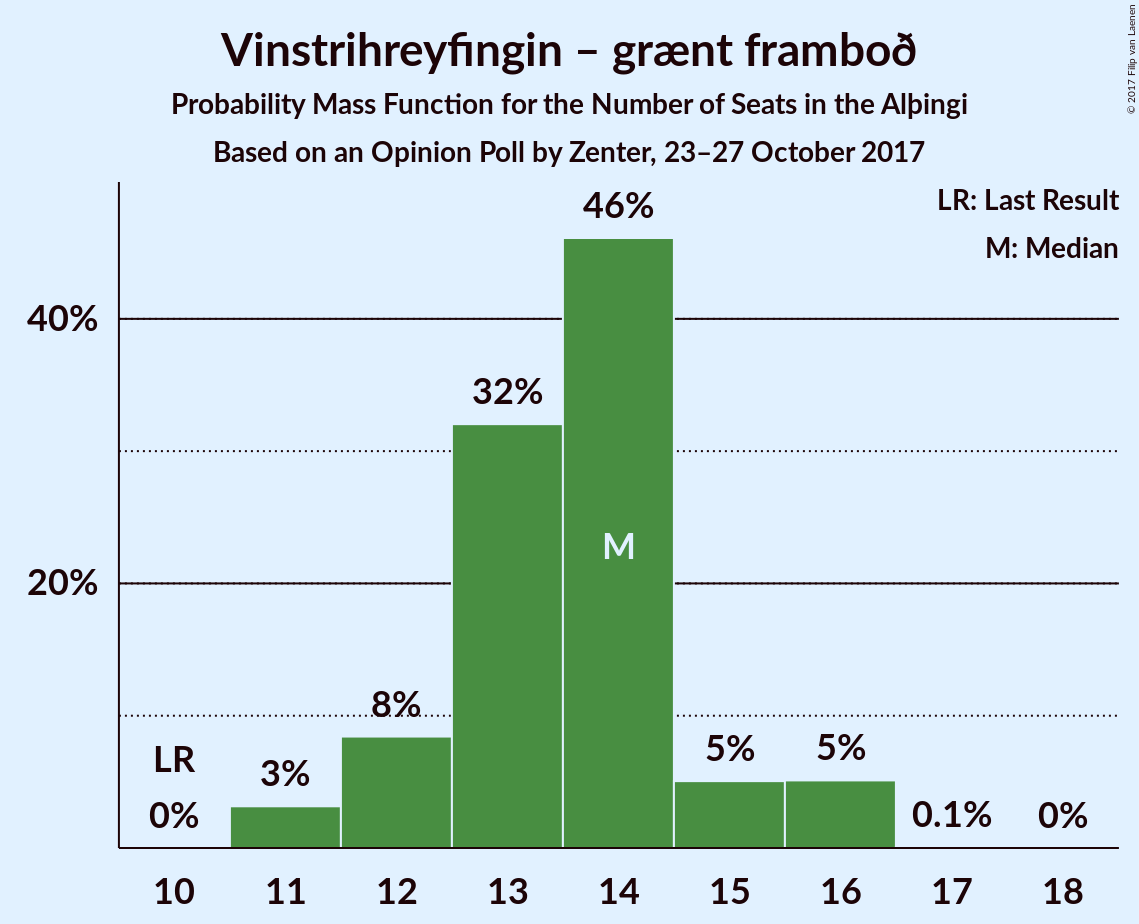 Vinstrihreyfingin – grænt framboð
Probability Mass Function for the Number of Seats in the Alþingi
Based on an Opinion Poll by Zenter, 23–27 October 2017
© 2017 Filip van Laenen
LR: Last Result
M: Median
46%
40%
32%
M
20%
8%
LR
3%
5%
5%
0%
0.1%
0%
10 11 12 13 14 15 16 17 18